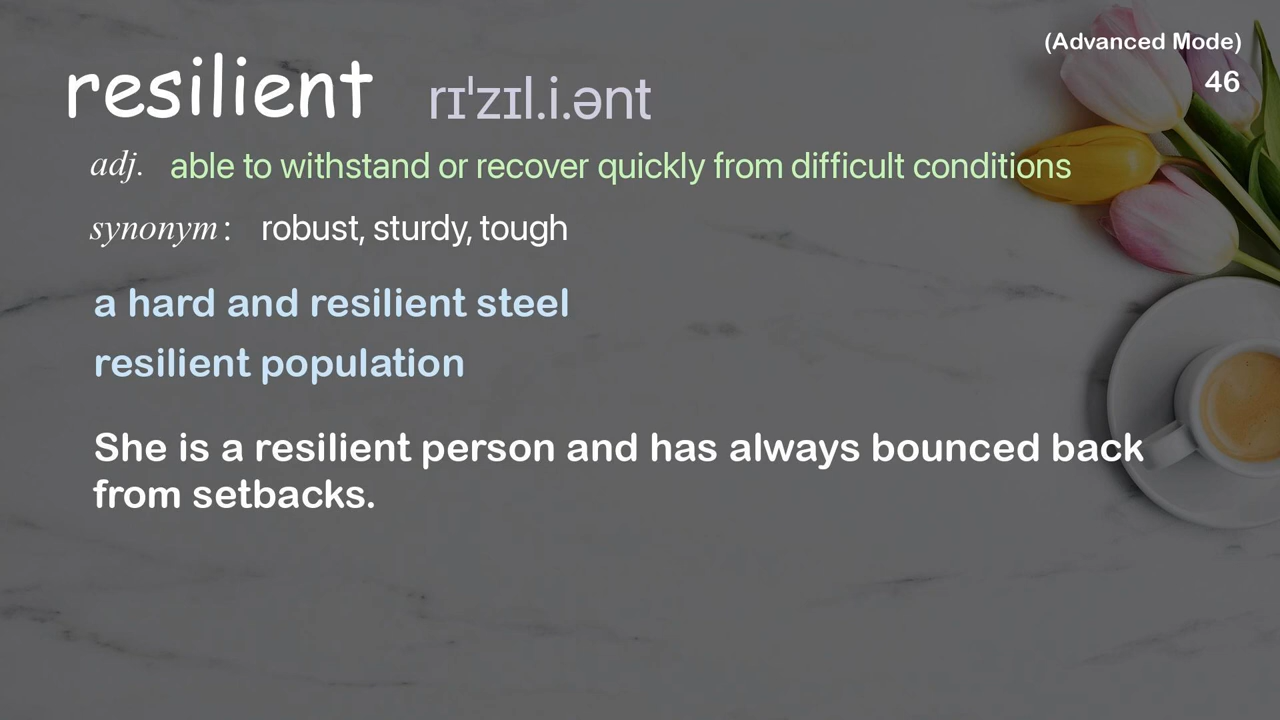 (Advanced Mode)
46
resilient rɪˈzɪl.i.ənt
adj. able to withstand or recover quickly from difficult conditions
synonym: robust, sturdy, tough
a hard and resilient steel
resilient population
She is a resilient person and has always bounced back
from setbacks.